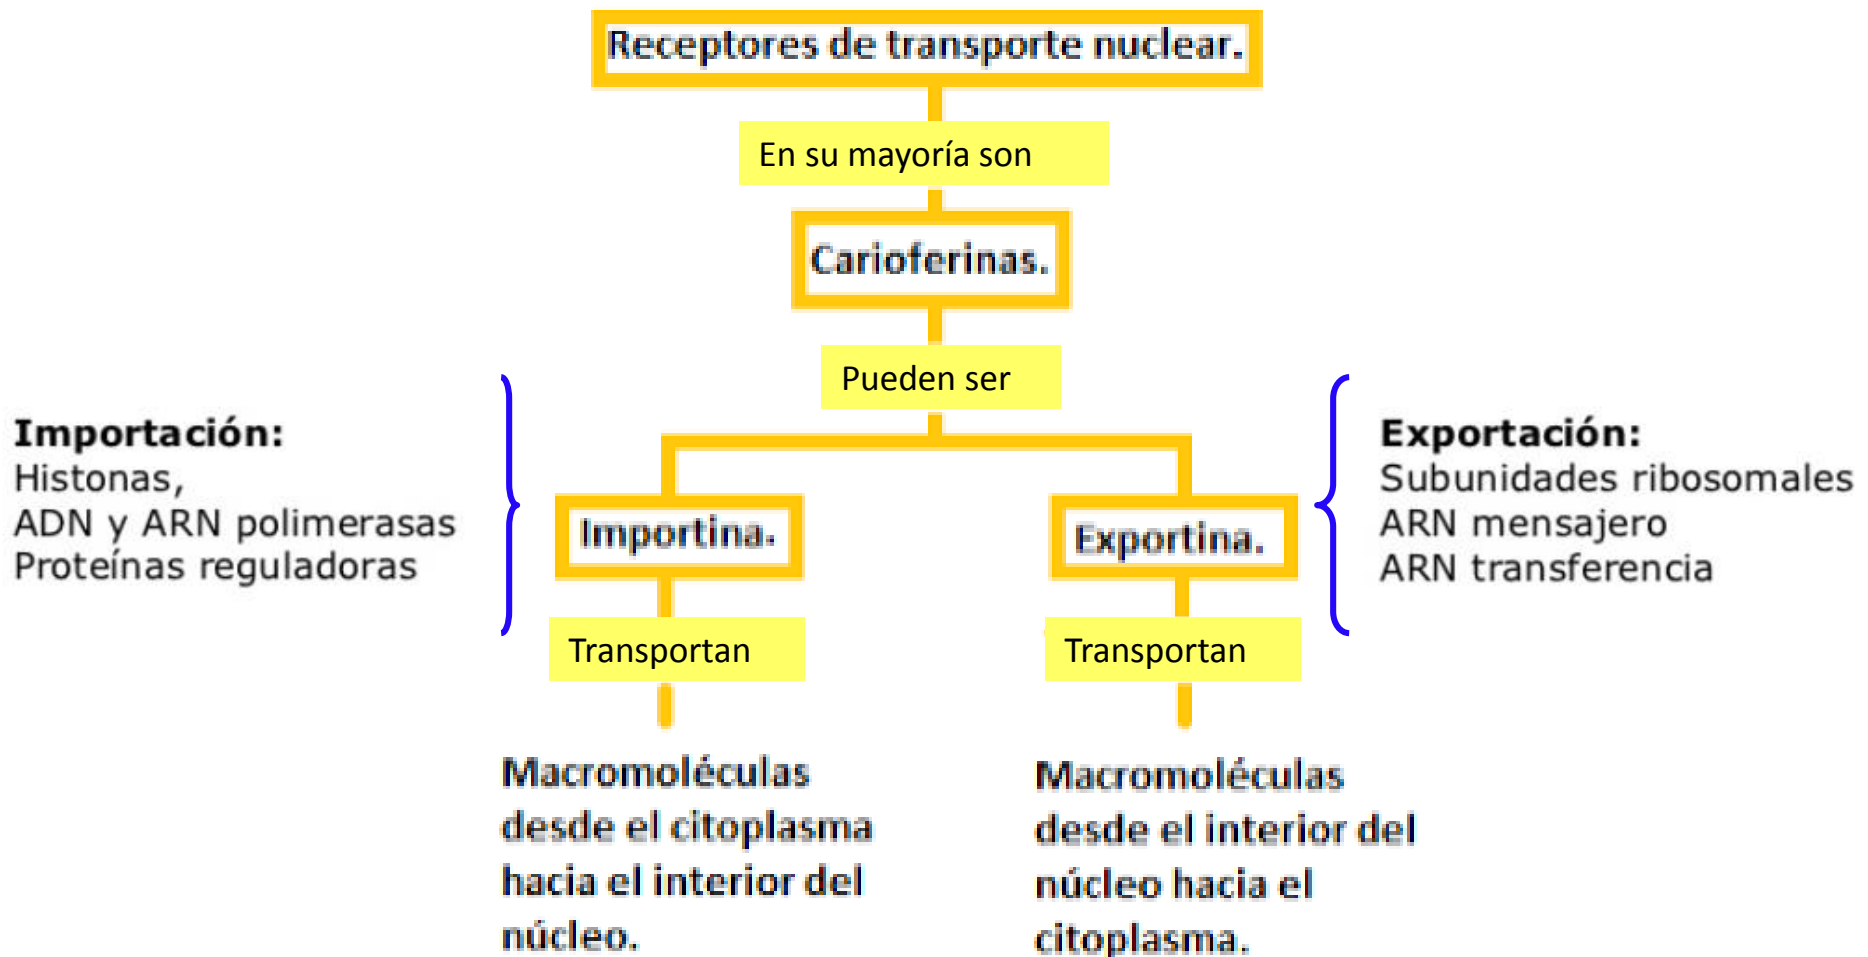 Receptores de transporte nuclear.
En su mayoría son
Carioferinas.
Pueden ser
Importación:
Histonas,
ADN y ARN polimerasas
Proteínas reguladoras
Importina.
Exportina.
Exportación:
Subunidades ribosomales
ARN mensajero
ARN transferencia
Transportan
Transportan
Macromoléculas
desde el citoplasma
hacia el interior del
núcleo.
Macromoléculas
desde el interior del
núcleo hacia el
citoplasma.